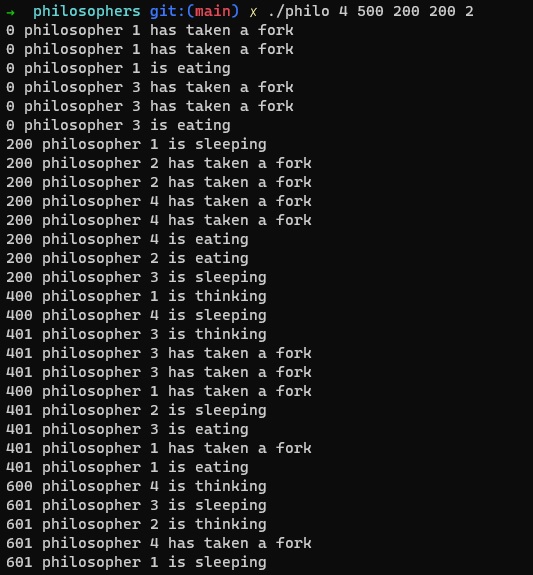 → philosophers git:(main) ✗ ./philo 4 500 200 200 2
0 philosopher 1 has taken a fork
0 philosopher 1 has taken a fork
0 philosopher 1 is eating
0 philosopher 3 has taken a fork
0 philosopher 3 has taken a fork
0 philosopher 3 is eating
200 philosopher 1 is sleeping
200 philosopher 2 has taken a fork
200 philosopher 2 has taken a fork
200 philosopher 4 has taken a fork
200 philosopher 4 has taken a fork
200 philosopher 4 is eating
200 philosopher 2 is eating
200 philosopher 3 is sleeping
400 philosopher 1 is thinking
400 philosopher 4 is sleeping
401 philosopher 3 is thinking
401 philosopher 3 has taken a fork
401 philosopher 3 has taken a fork
400 philosopher 1 has taken a fork
401 philosopher 2 is sleeping
401 philosopher 3 is eating
401 philosopher 1 has taken a fork
401 philosopher 1 is eating
600 philosopher 4 is thinking
601 philosopher 3 is sleeping
601 philosopher 2 is thinking
601 philosopher 4 has taken a fork
601 philosopher 1 is sleeping